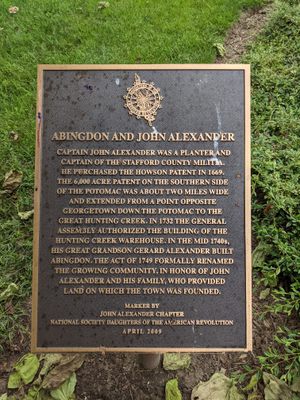 ABINGDON AND JOHN ALEXANDER
CAPTAIN JOHN ALEXANDER WAS A PLANTER AND
CAPTAIN OF THE STAFFORD COUNTY MILITIA.
HE PURCHASED THE HOWSON PATENT IN 1669.
THE 6,000 ACRE PATENT ON THE SOUTHERN SIDE
OF THE POTOMAC WAS ABOUT TWO MILES WIDE
AND EXTENDED FROM A POINT OPPOSITE
GEORGETOWN DOWN THE POTOMAC TO THE
GREAT HUNTING CREEK. IN 1732 THE GENERAL
ASSEMBLY AUTHORIZED THE BUILDING OF THE
HUNTING CREEK WAREHOUSE. IN THE MID 1740s,
HIS GREAT GRANDSON GERARD ALEXANDER BUILT
ABINGDON. THE ACT OF 1749 FORMALLY RENAMED
THE GROWING COMMUNITY, IN HONOR OF JOHN
ALEXANDER AND HIS FAMILY, WHO PROVIDED
LAND ON WHICH THE TOWN WAS FOUNDED.
MARKER BY
JOHN ALEXANDER CHAPTER
NATIONAL SOCIETY DAUGHTERS OF THE AMERICAN REVOLUTION
APRIL 2009